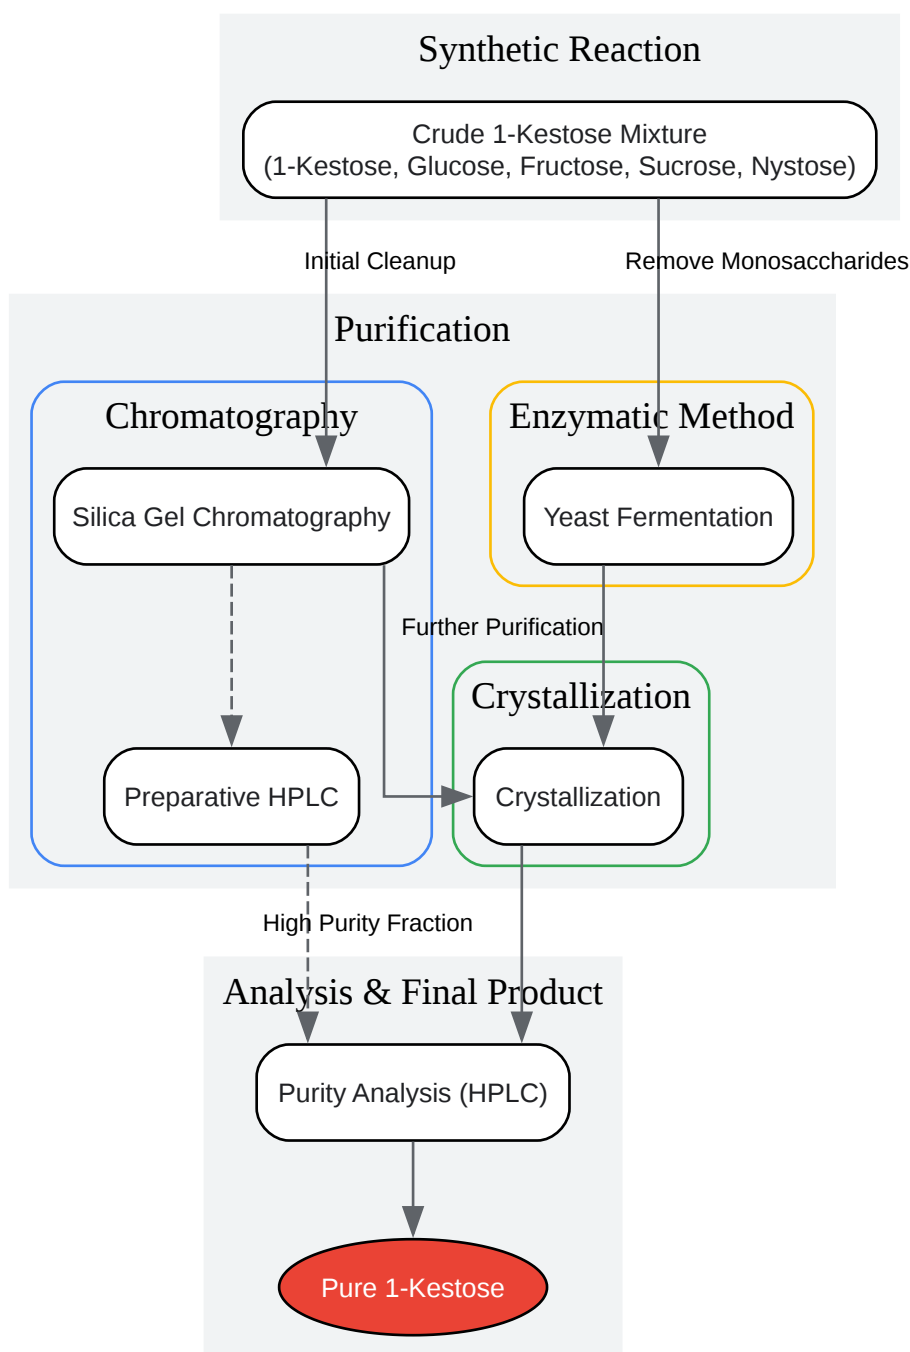 Synthetic Reaction
Crude 1-Kestose Mixture
(1-Kestose, Glucose, Fructose, Sucrose, Nystose)
Initial Cleanup
Remove Monosaccharides
Purification
Chromatography
Enzymatic Method
Silica Gel Chromatography
Yeast Fermentation
Further Purification
Crystallization
Preparative HPLC
Crystallization
High Purity Fraction
Analysis & Final Product
Purity Analysis (HPLC)
Pure 1-Kestose